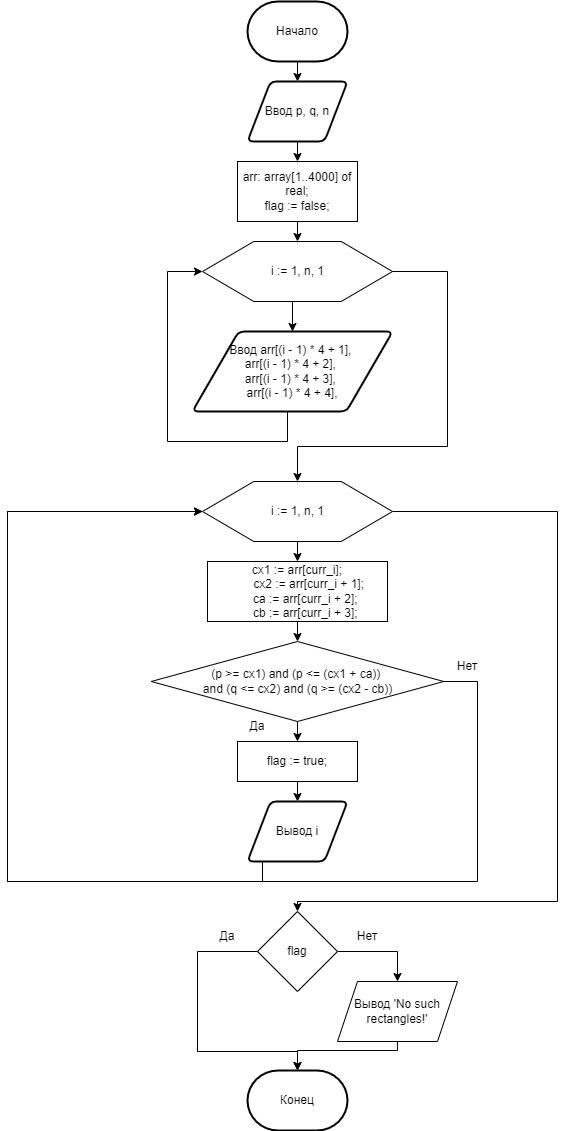 Начало
Ввод p, q, n
arr: array[1..4000] of
real;
flag := false;
i := 1, n, 1
Ввод arr[(i - 1) * 4 + 1],
arr[(i - 1) * 4 + 2],
arr[(i - 1) * 4 + 3],
arr[(i - 1) * 4 + 4],
i := 1, n, 1
cx1 := arr[curr_i];
cx2 := arr[curr_i + 1];
ca := arr[curr_i + 2];
cb := arr[curr_i + 3];
(p >= cx1) and (p <= (cx1 + ca))
and (q <= cx2) and (q >= (cx2 - cb))
Нет
Да
flag := true;
Вывод i
flag
Да
Нет
Вывод 'No such
rectangles!'
Конец